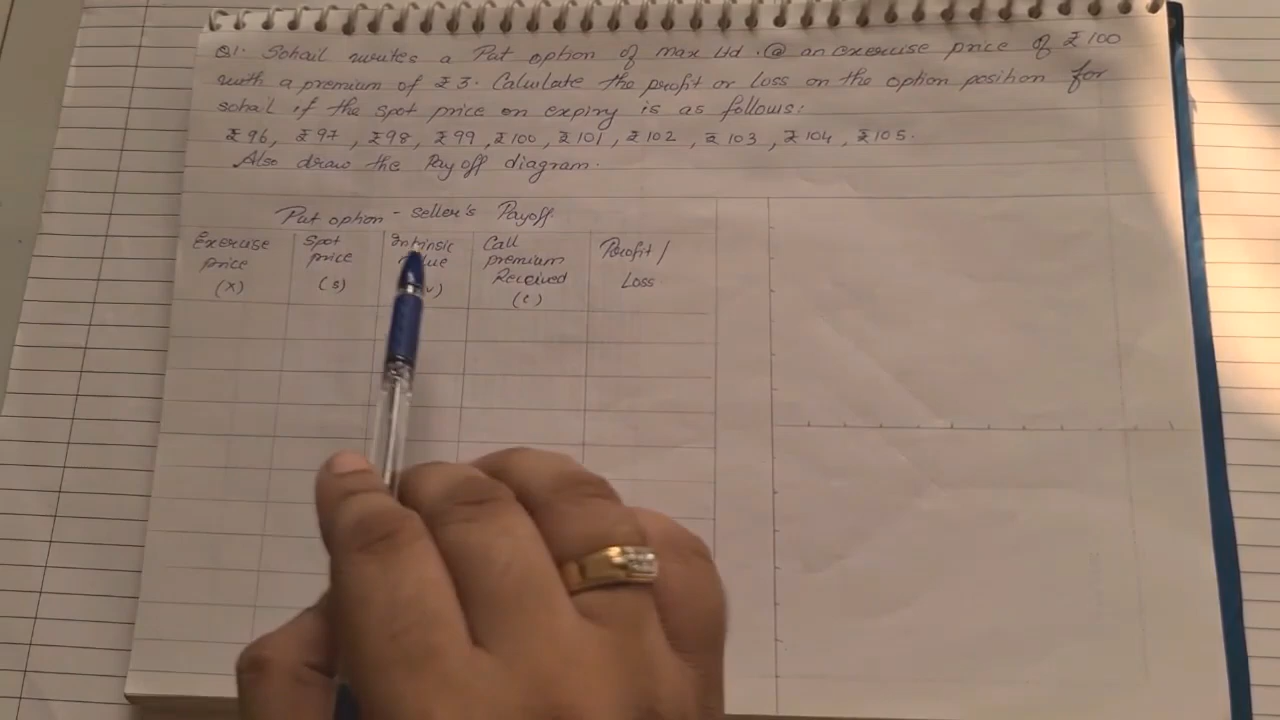 Q1. Sohail writes a Put option of Max Ltd. @ an exercise price of ₹100
with a premium of ₹3. Calculate the profit or Loss on the option position for
sohail if the spot price on expiry is as follows:
₹96, ₹97, ₹98, ₹99, ₹100, ₹101, ₹102, ₹103, ₹104, ₹105.
Also draw the Pay off diagram.
Put option - seller's Payoff.
Exercise price (X)
Spot price (S)
Intrinsic
Call premium Received (C)
Profit / Loss